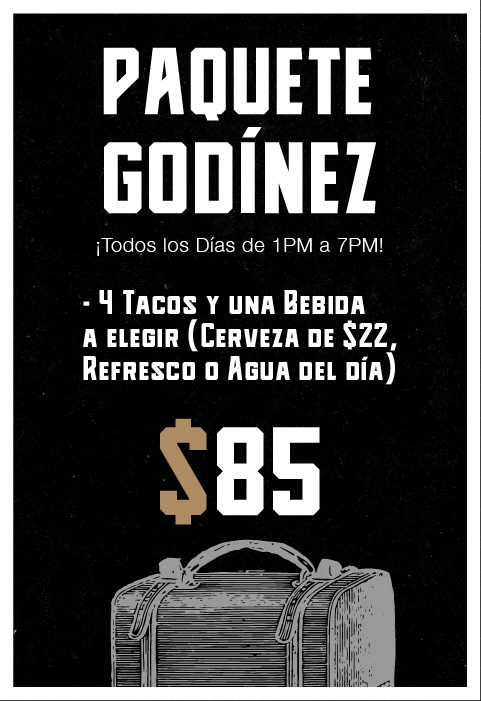 PAQUETE
GODÍNEZ
¡Todos los Días de 1PM a 7PM!
- 4 Tacos y una Bebida
a elegir (Cerveza de $22,
Refresco o Agua del día)
$85